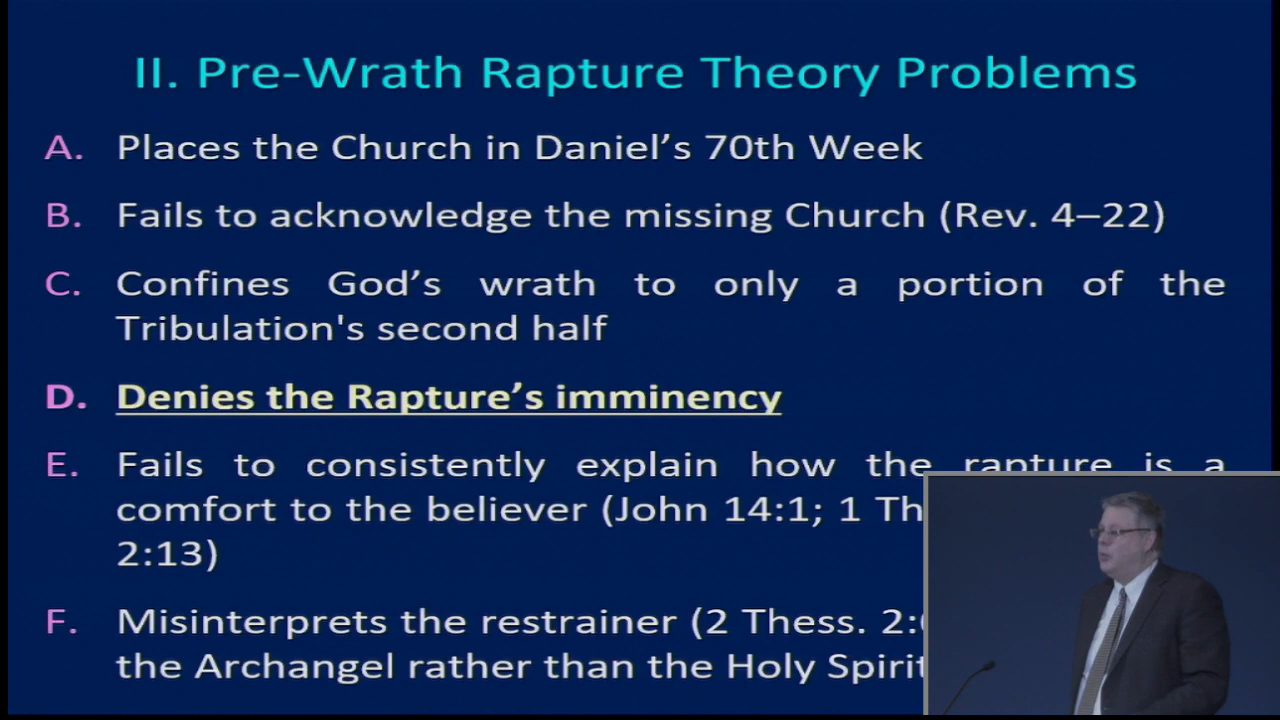 II. Pre-Wrath Rapture Theory Problems
A. Places the Church in Daniel’s 70th Week
B. Fails to acknowledge the missing Church (Rev. 4–22)
C. Confines God’s wrath to only a portion of the
Tribulation's second half
D. Denies the Rapture’s imminency
E. Fails to consistently explain how the rapture is a
comfort to the believer (John 14:1; 1 Th
2:13)
F. Misinterprets the restrainer (2 Thess. 2:
the Archangel rather than the Holy Spirit